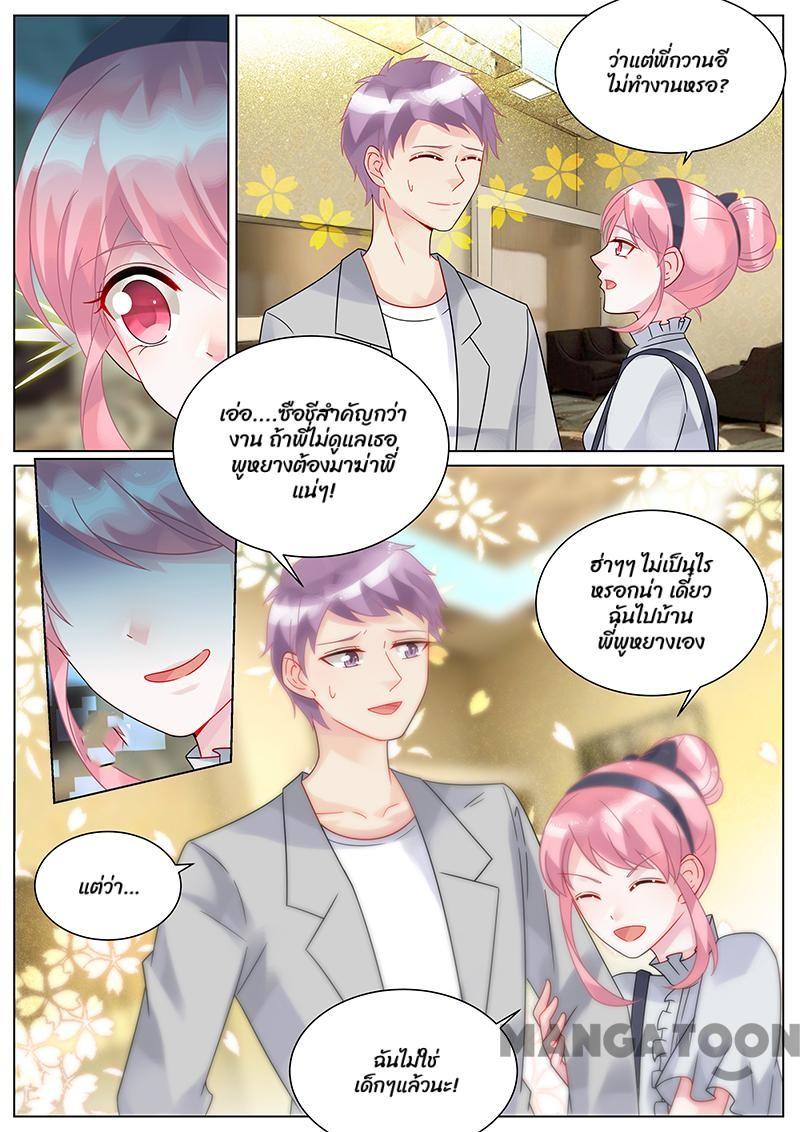 ว่าแต่พี่กวานอี
ไม่ทำงานหรอ?
เอ่อ....ซือชีสำคัญกว่า
งาน ถ้าพี่ไม่ดูแลเธอ
พูหยางต้องมาฆ่าพี่
แน่ๆ!
ฮ่าๆๆ ไม่เป็นไร
หรอกน่า เดี๋ยว
ฉันไปบ้าน
พี่พูหยางเอง
แต่ว่า...
ฉันไม่ใช่
เด็กๆแล้วนะ!
MANGATOON